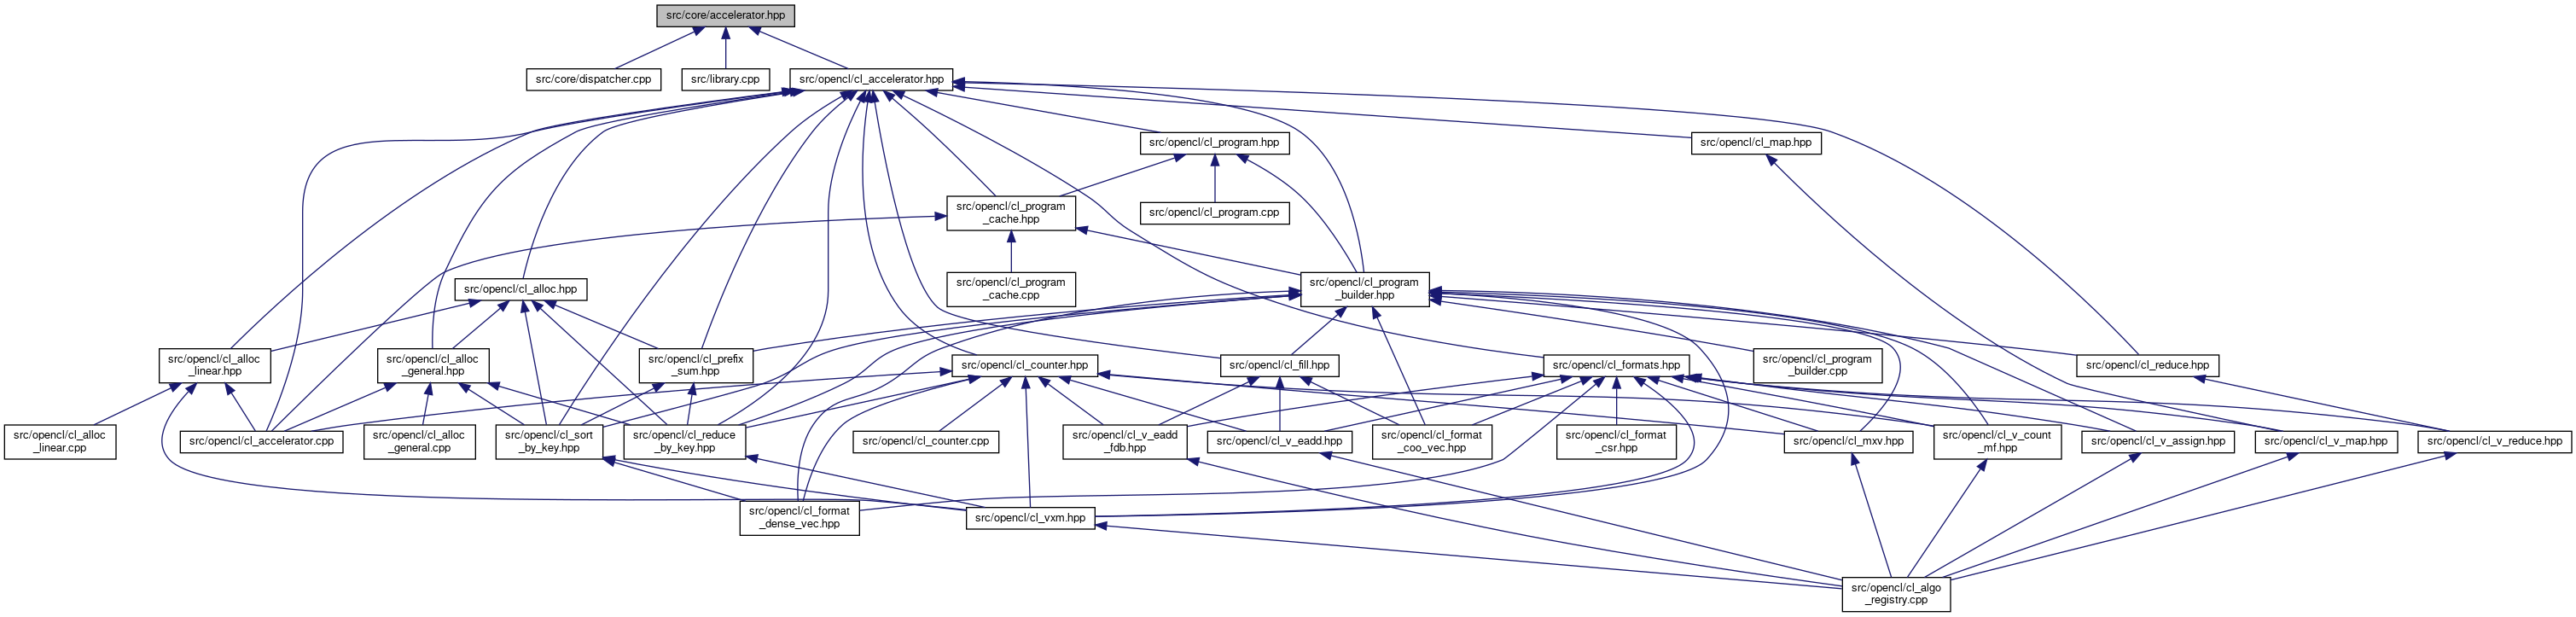 src/core/accelerator.hpp
src/core/dispatcher.cpp
src/library.cpp
src/opencl/cl_accelerator.hpp
src/opencl/cl_program.hpp
src/opencl/cl_map.hpp
src/opencl/cl_program
_cache.hpp
src/opencl/cl_program.cpp
src/opencl/cl_alloc.hpp
src/opencl/cl_program
_cache.cpp
src/opencl/cl_program
_builder.hpp
src/opencl/cl_alloc
_linear.hpp
src/opencl/cl_alloc
_general.hpp
src/opencl/cl_prefix
_sum.hpp
src/opencl/cl_counter.hpp
src/opencl/cl_fill.hpp
src/opencl/cl_formats.hpp
src/opencl/cl_program
_builder.cpp
src/opencl/cl_reduce.hpp
src/opencl/cl_alloc
_linear.cpp
src/opencl/cl_accelerator.cpp
src/opencl/cl_alloc
_general.cpp
src/opencl/cl_sort
_by_key.hpp
src/opencl/cl_reduce
_by_key.hpp
src/opencl/cl_counter.cpp
src/opencl/cl_v_eadd
_fdb.hpp
src/opencl/cl_v_eadd.hpp
src/opencl/cl_format
_coo_vec.hpp
src/opencl/cl_format
_csr.hpp
src/opencl/cl_mxv.hpp
src/opencl/cl_v_count
_mf.hpp
src/opencl/cl_v_assign.hpp
src/opencl/cl_v_map.hpp
src/opencl/cl_v_reduce.hpp
src/opencl/cl_format
_dense_vec.hpp
src/opencl/cl_vxm.hpp
src/opencl/cl_algo
_registry.cpp